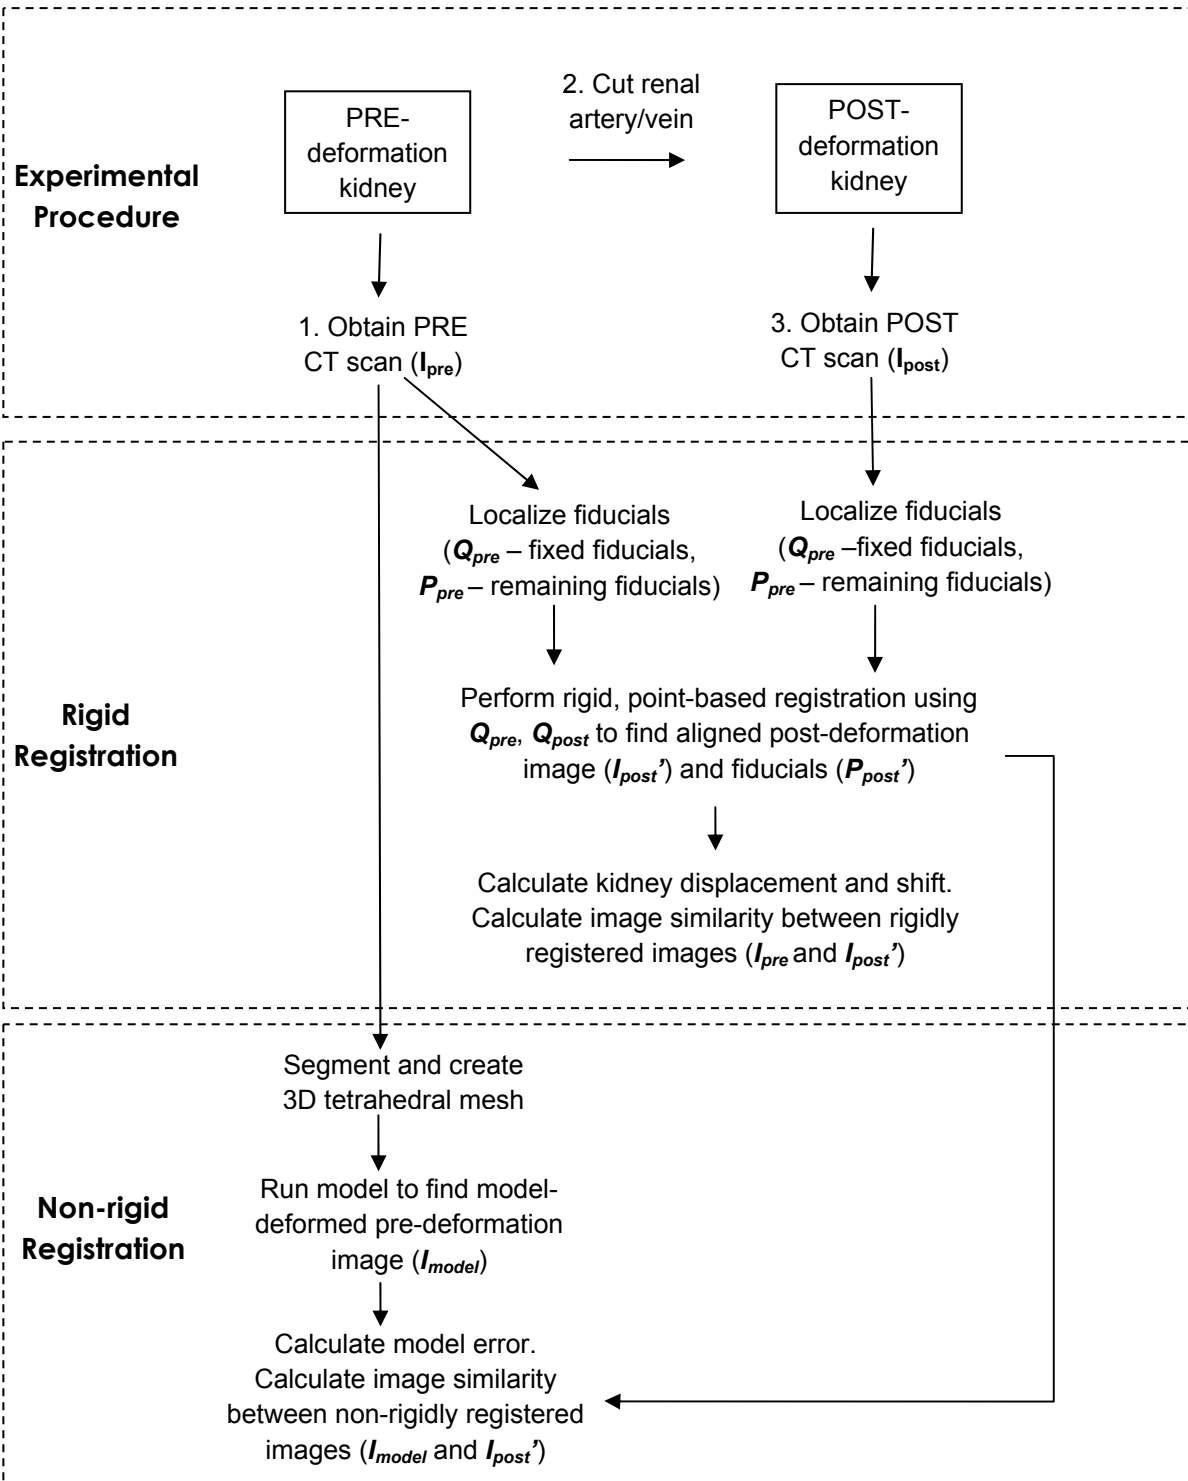 Experimental
Procedure
PRE-
deformation
kidney
2. Cut renal
artery/vein
POST-
deformation
kidney
1. Obtain PRE
CT scan (Ipre)
3. Obtain POST
CT scan (Ipost)
Rigid
Registration
Localize fiducials
(Qpre – fixed fiducials,
Ppre – remaining fiducials)
Localize fiducials
(Qpre –fixed fiducials,
Ppre – remaining fiducials)
Perform rigid, point-based registration using
Qpre, Qpost to find aligned post-deformation
image (Ipost’) and fiducials (Ppost’)
Calculate kidney displacement and shift.
Calculate image similarity between rigidly
registered images (Ipre and Ipost’)
Non-rigid
Registration
Segment and create
3D tetrahedral mesh
Run model to find model-
deformed pre-deformation
image (Imodel)
Calculate model error.
Calculate image similarity
between non-rigidly registered
images (Imodel and Ipost’)